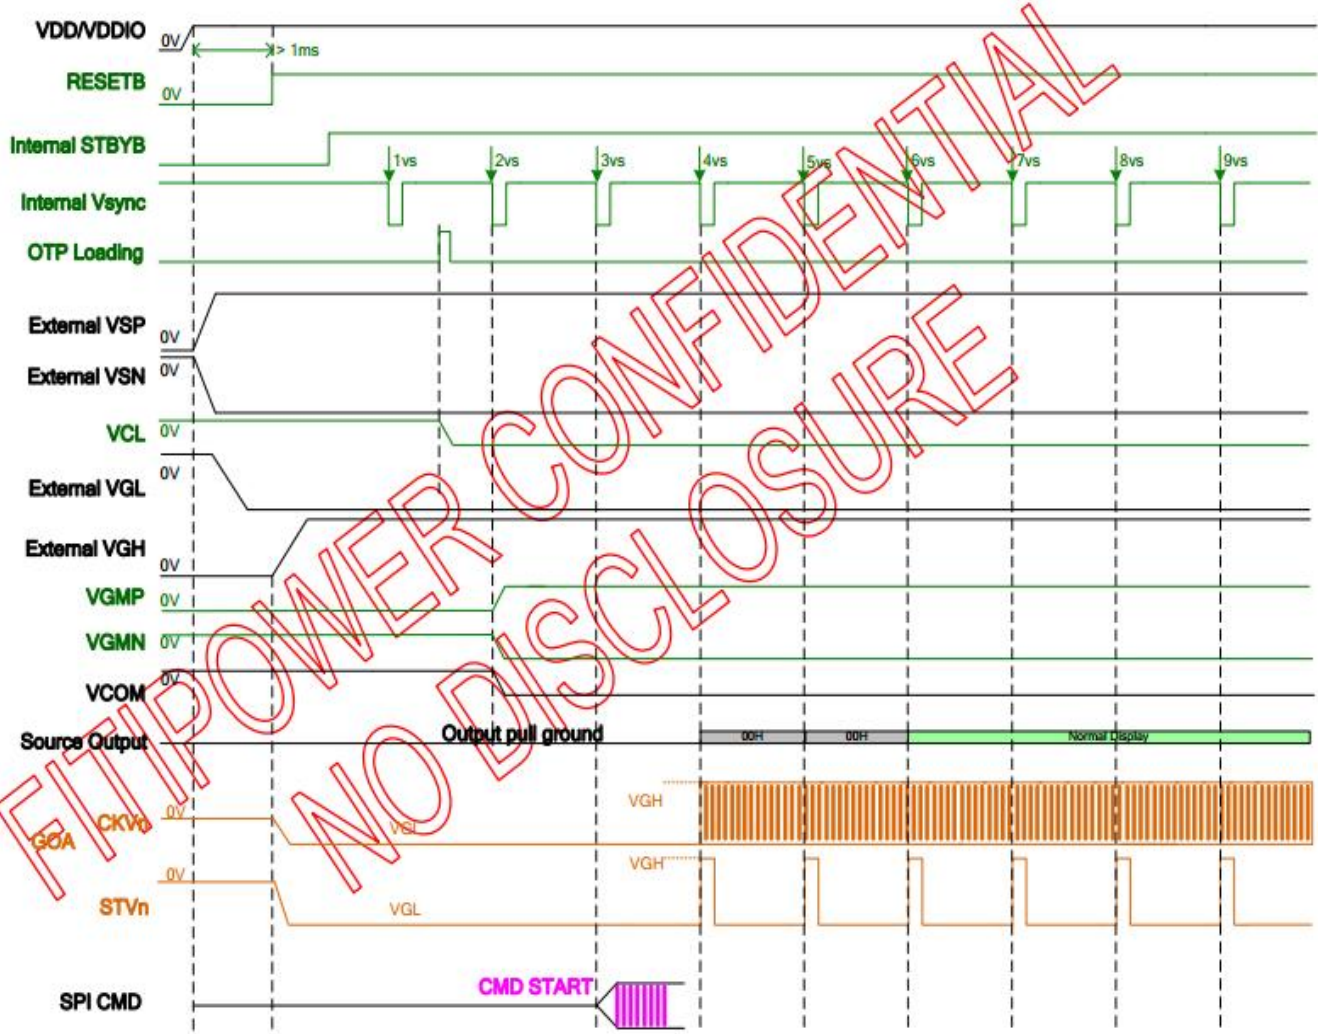 VDD/VDDIO
0V
> 1ms
RESETB
0V
Internal STBYB
1vs 2vs 3vs 4vs 5vs 6vs 7vs 8vs 9vs
Internal Vsync
OTP Loading
External VSP
0V
External VSN
0V
VCL
0V
External VGL
0V
External VGH
0V
VGMP
0V
VGMN
0V
VCOM
0V
Source Output
Output pull ground
00H
00H
Normal Display
GOA
CKVn
0V
VGL
VGH
STVn
0V
VGL
VGH
SPI CMD
CMD START
FITIPOWER CONFIDENTIAL
NO DISCLOSURE